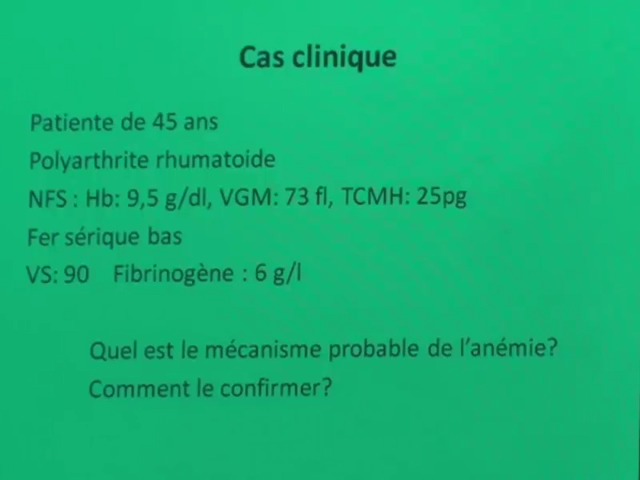 Cas clinique
Patiente de 45 ans
Polyarthrite rhumatoide
NFS : Hb: 9,5 g/dl, VGM: 73 fl, TCMH: 25pg
Fer sérique bas
VS: 90 Fibrinogène : 6 g/l
Quel est le mécanisme probable de l'anémie?
Comment le confirmer?